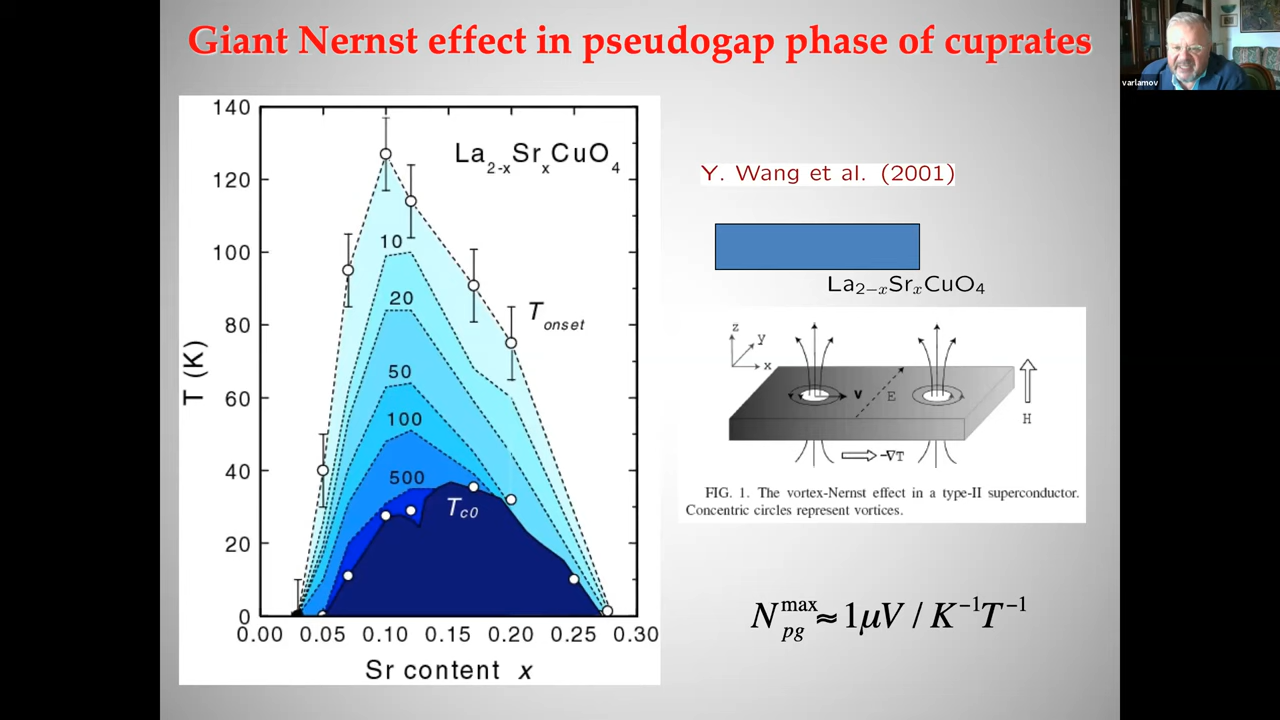 Giant Nernst effect in pseudogap phase of cuprates
varlamov
140
120
100
80
60
40
20
0
T (K)
La2-xSrxCuO4
10
20
50
100
500
Tonset
Tc0
0.00 0.05 0.10 0.15 0.20 0.25 0.30
Sr content x
Y. Wang et al. (2001)
La2−xSrxCuO4
z
y
x
v
E
H
−∇T
FIG. 1. The vortex-Nernst effect in a type-II superconductor.
Concentric circles represent vortices.
N_pg^max ≈ 1μV / K⁻¹T⁻¹